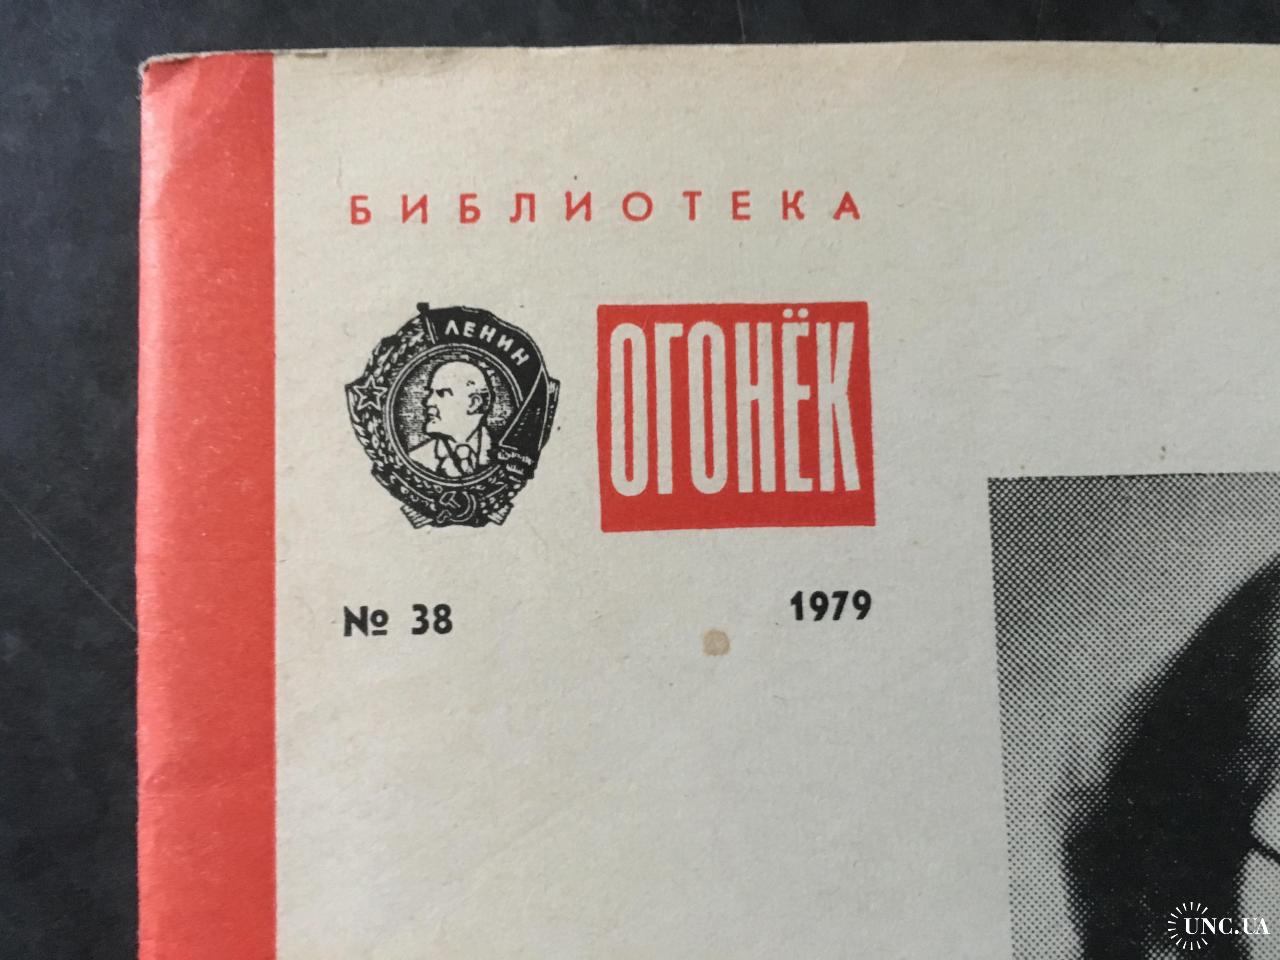 БИБЛИОТЕКА
ЛЕНИН
ОГОНЁК
№ 38
1979
UNC.UA